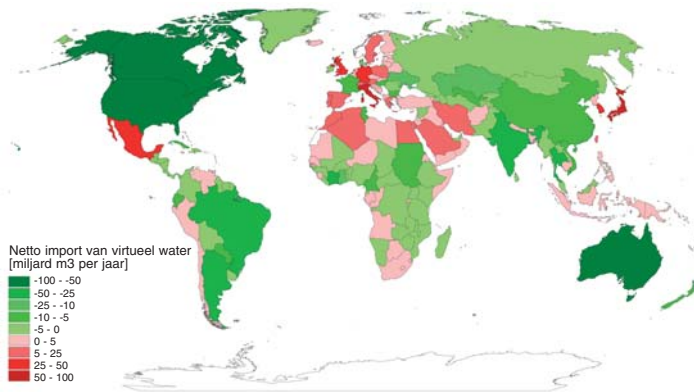 Netto import van virtueel water
[miljard m3 per jaar]
-100 - -50
-50 - -25
-25 - -10
-10 - -5
-5 - 0
0 - 5
5 - 25
25 - 50
50 - 100